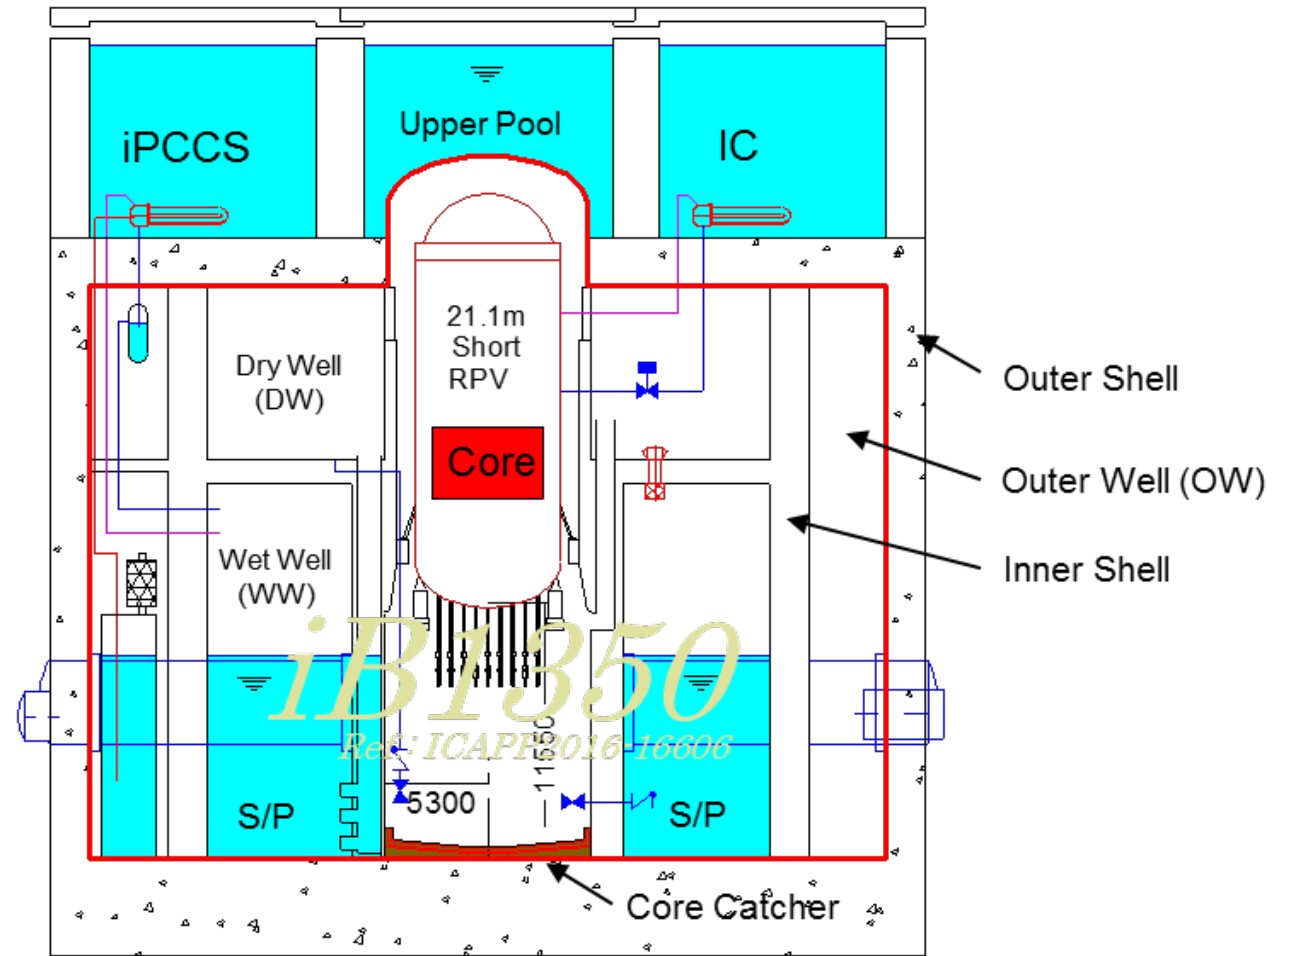 iPCCS
Upper Pool
IC
21.1m
Short
RPV
Dry Well
(DW)
Core
Wet Well
(WW)
Outer Shell
Outer Well (OW)
Inner Shell
iB1350
Ref.: ICAPP2016-16606
11550
5300
S/P
S/P
Core Catcher